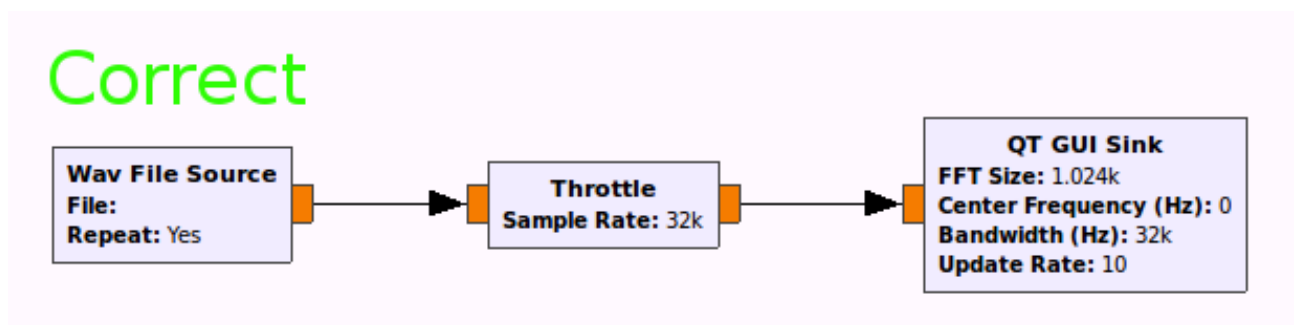 Correct
Wav File Source
File:
Repeat: Yes
Throttle
Sample Rate: 32k
QT GUI Sink
FFT Size: 1.024k
Center Frequency (Hz): 0
Bandwidth (Hz): 32k
Update Rate: 10